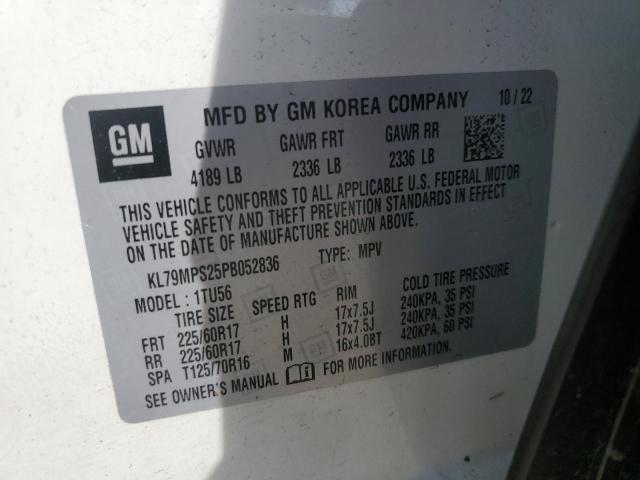 GM
MFD BY GM KOREA COMPANY 10 / 22
GVWR GAWR FRT GAWR RR
4189 LB 2336 LB 2336 LB
THIS VEHICLE CONFORMS TO ALL APPLICABLE U.S. FEDERAL MOTOR
VEHICLE SAFETY AND THEFT PREVENTION STANDARDS IN EFFECT
ON THE DATE OF MANUFACTURE SHOWN ABOVE.
KL79MPS25PB052836 TYPE: MPV
MODEL : 1TU56
TIRE SIZE SPEED RTG RIM COLD TIRE PRESSURE
FRT 225/60R17 H 17x7.5J 240KPA, 35 PSI
RR 225/60R17 H 17x7.5J 240KPA, 35 PSI
SPA T125/70R16 M 16x4.0BT 420KPA, 60 PSI
SEE OWNER'S MANUAL FOR MORE INFORMATION.